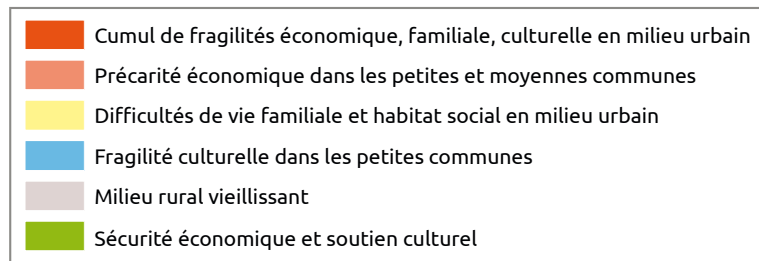 Cumul de fragilités économique, familiale, culturelle en milieu urbain
Précarité économique dans les petites et moyennes communes
Difficultés de vie familiale et habitat social en milieu urbain
Fragilité culturelle dans les petites communes
Milieu rural vieillissant
Sécurité économique et soutien culturel